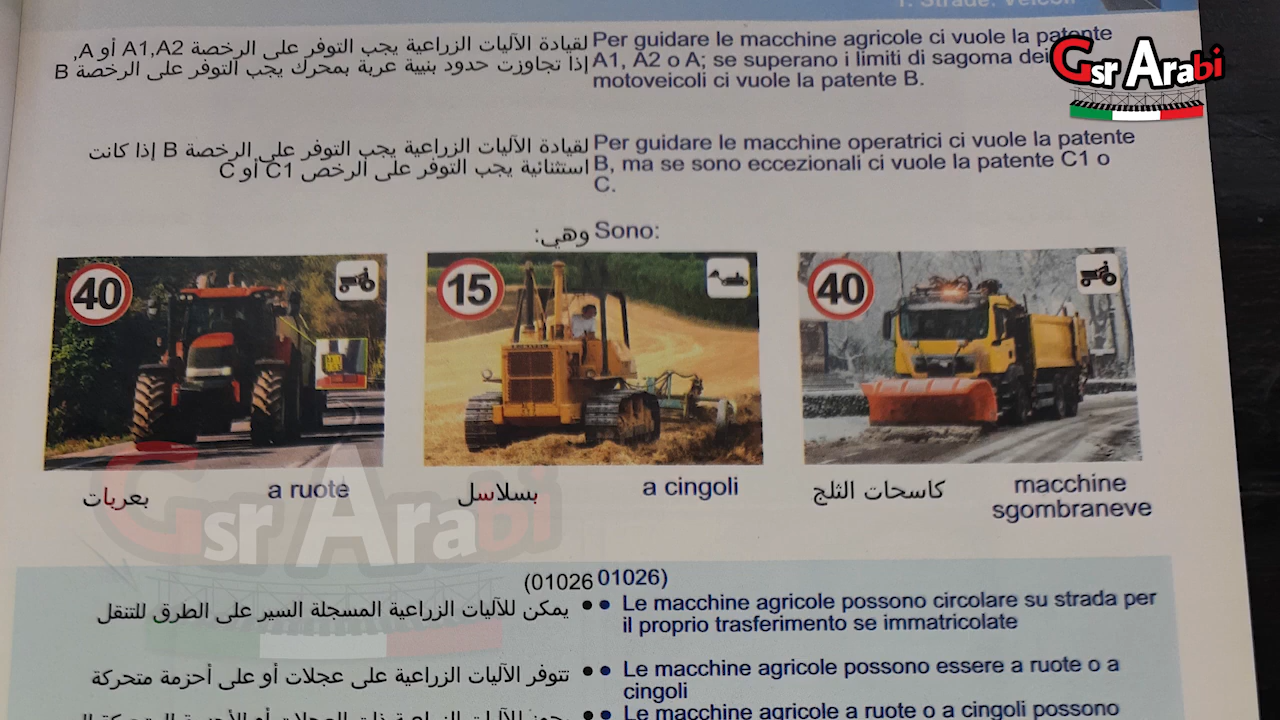 1. Strade. Veicoli
Per guidare le macchine agricole ci vuole la patente
A1, A2 o A; se superano i limiti di sagoma dei
motoveicoli ci vuole la patente B.
لقيادة الآليات الزراعية يجب التوفر على الرخصة A1,A2 أو A,
إذا تجاوزت حدود بنيية عربة بمحرك يجب التوفر على الرخصة B
Gsr Arabi
Per guidare le macchine operatrici ci vuole la patente
B, ma se sono eccezionali ci vuole la patente C1 o
C.
لقيادة الآليات الزراعية يجب التوفر على الرخصة B إذا كانت
استثنائية يجب التوفر على الرخص C1 أو C
Sono:
وهي:
40
15
40
a ruote
بعربات
a cingoli
بسلاسل
macchine
sgombraneve
كاسحات الثلج
Gsr Arabi
01026)
(01026
• Le macchine agricole possono circolare su strada per
il proprio trasferimento se immatricolate
• يمكن للآليات الزراعية المسجلة السير على الطرق للتنقل
• Le macchine agricole possono essere a ruote o a
cingoli
• تتوفر الآليات الزراعية على عجلات أو على أحزمة متحركة
• Le macchine agricole a ruote o a cingoli possono